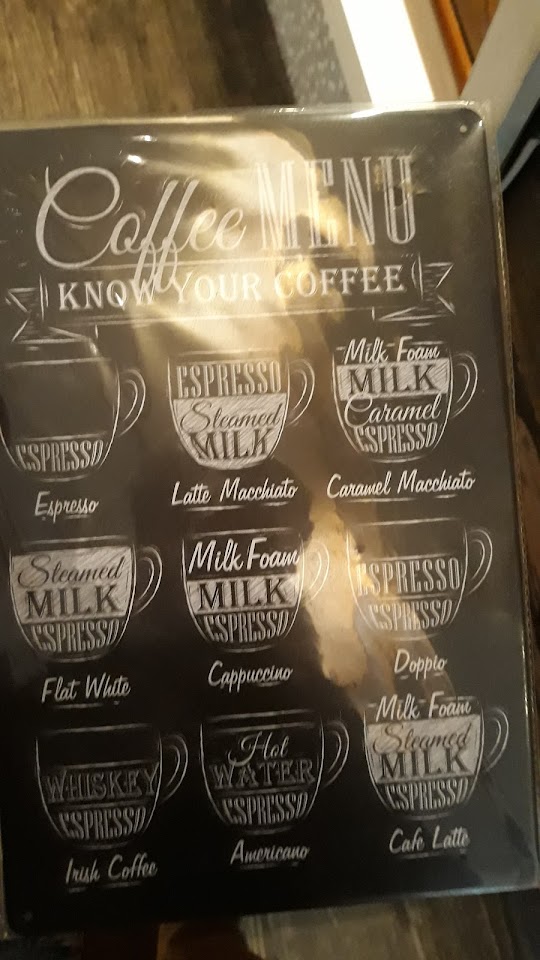 Coffee MENU
KNOW YOUR COFFEE
ESPRESSO
Espresso
ESPRESSO
Steamed
MILK
Latte Macchiato
Milk Foam
MILK
Caramel
ESPRESSO
Caramel Macchiato
Steamed
MILK
ESPRESSO
Flat White
Milk Foam
MILK
ESPRESSO
Cappuccino
ESPRESSO
ESPRESSO
Doppio
WHISKEY
ESPRESSO
Irish Coffee
Hot
WATER
ESPRESSO
Americano
Milk Foam
Steamed
MILK
ESPRESSO
Cafe Latte